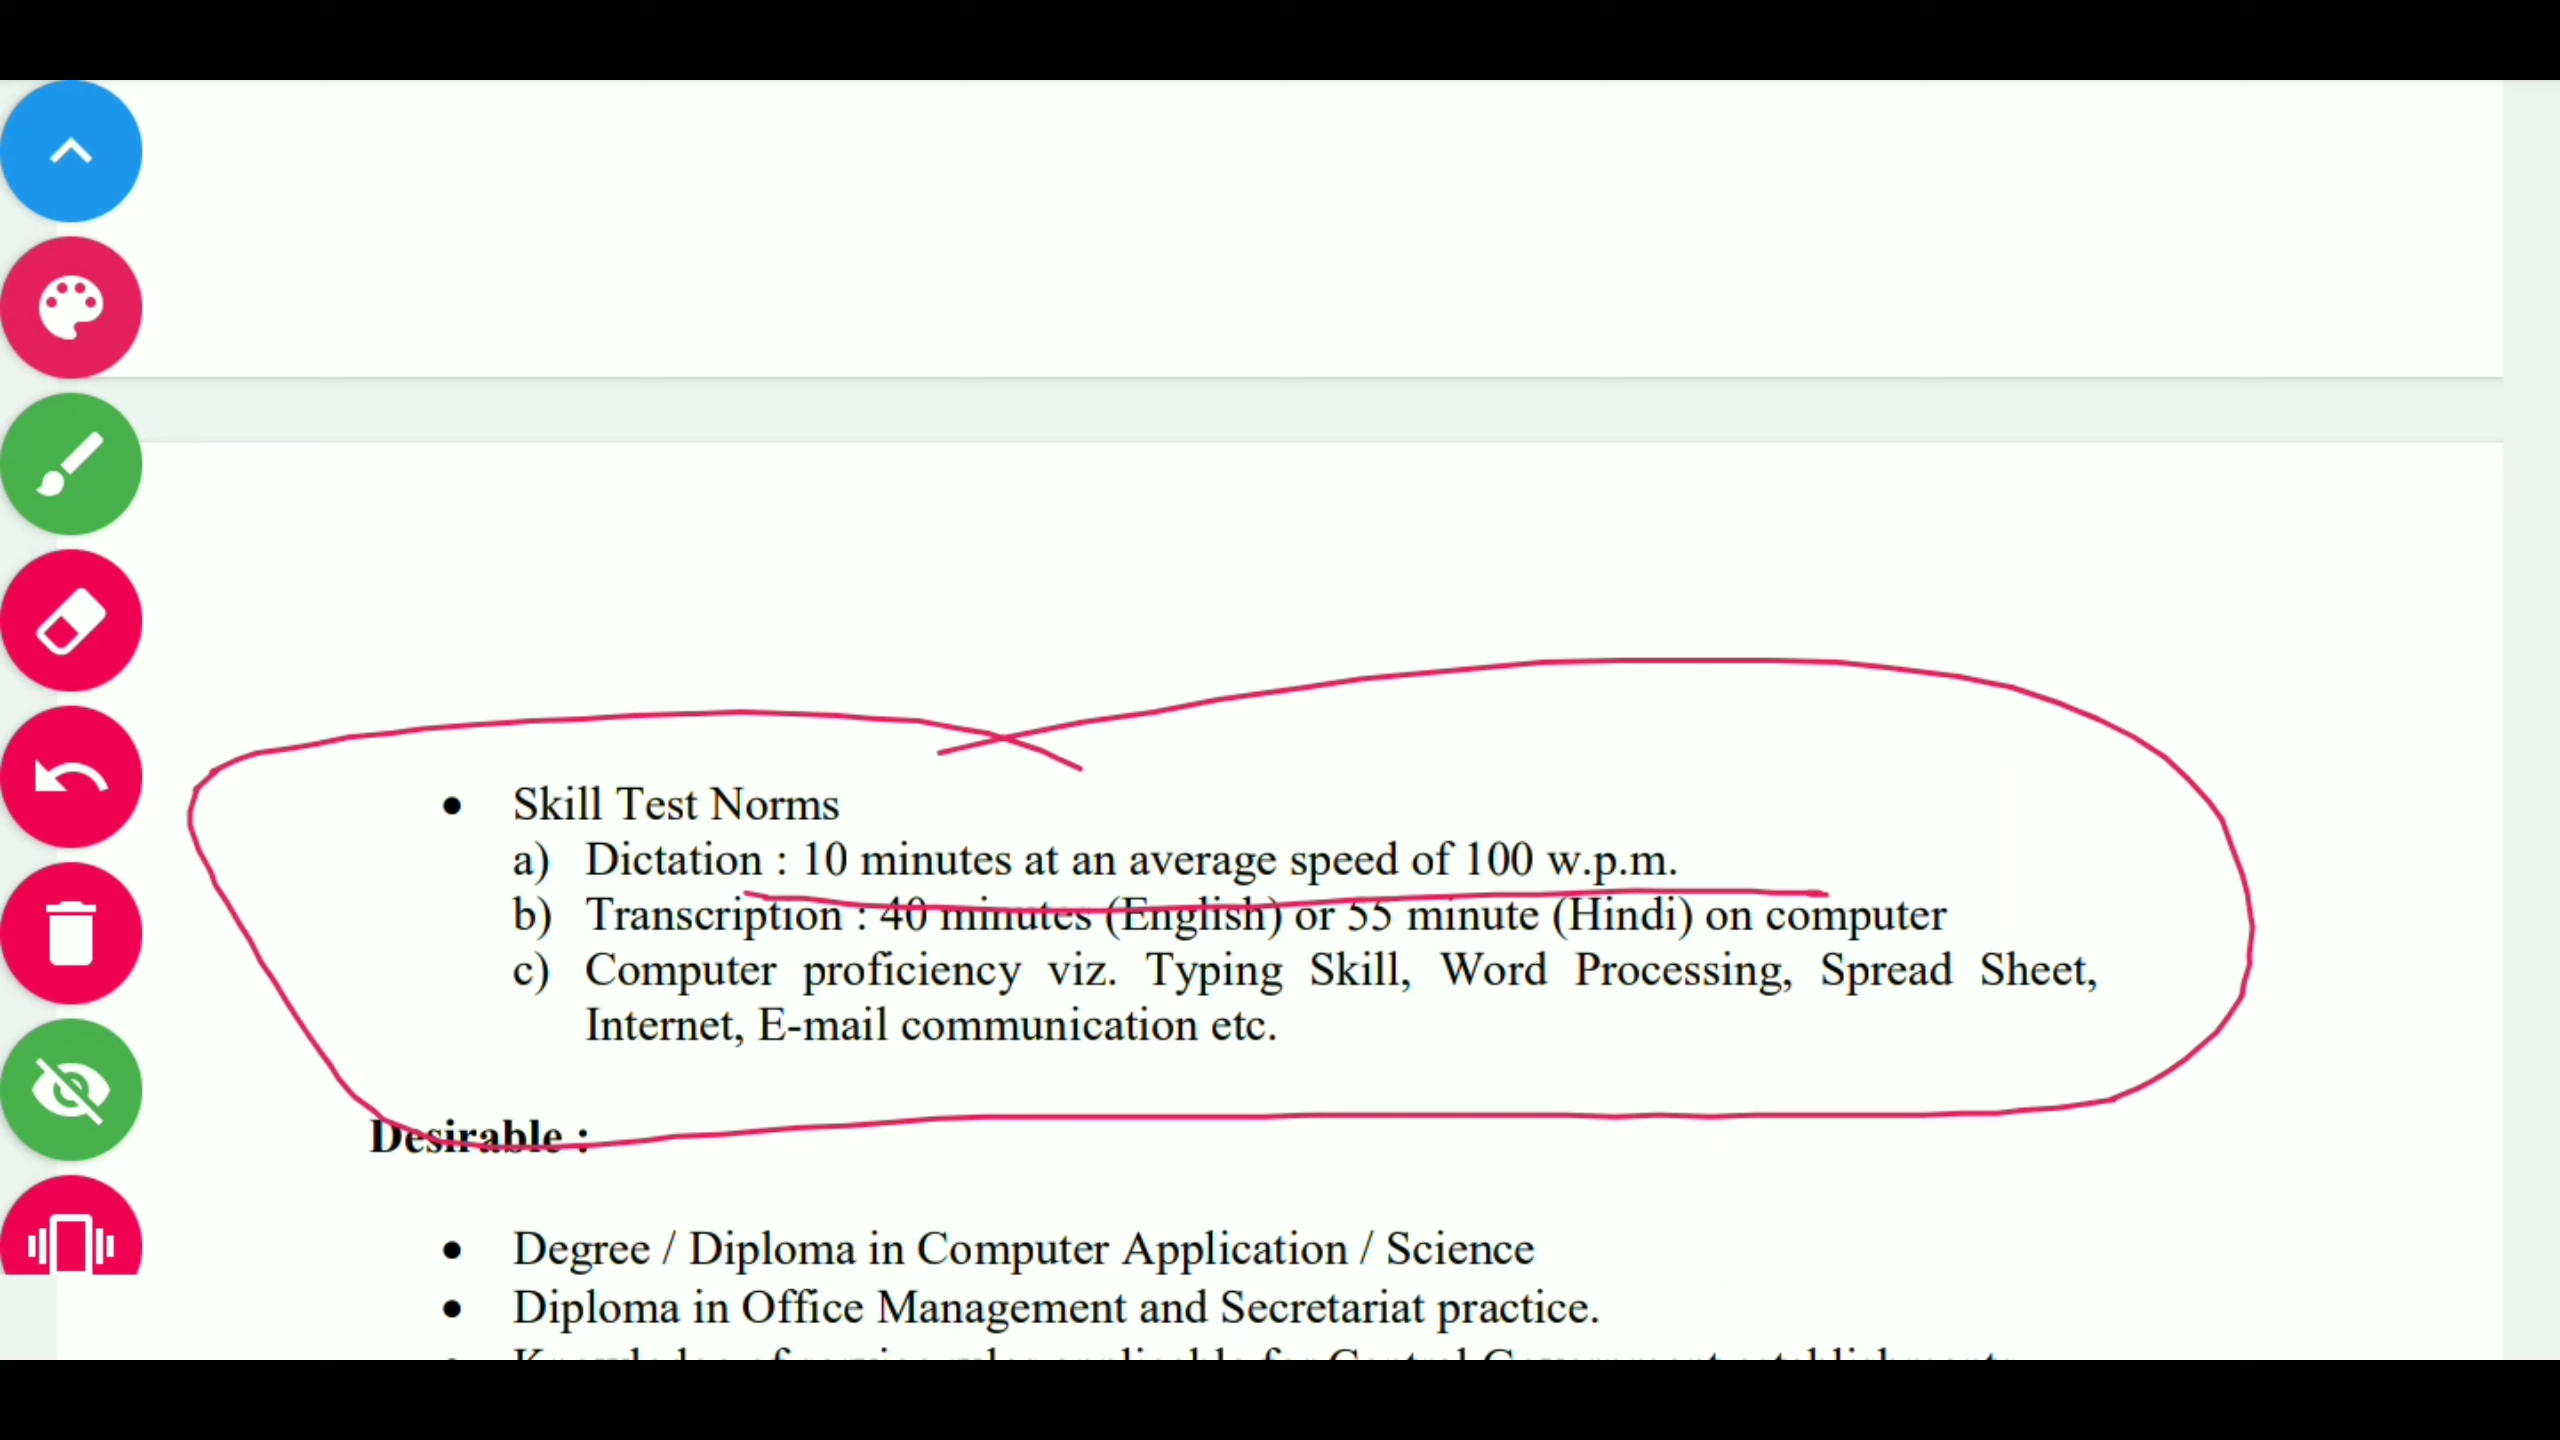 • Skill Test Norms
a) Dictation : 10 minutes at an average speed of 100 w.p.m.
b) Transcription : 40 minutes (English) or 55 minute (Hindi) on computer
c) Computer proficiency viz. Typing Skill, Word Processing, Spread Sheet,
Internet, E-mail communication etc.
Desirable :
• Degree / Diploma in Computer Application / Science
• Diploma in Office Management and Secretariat practice.